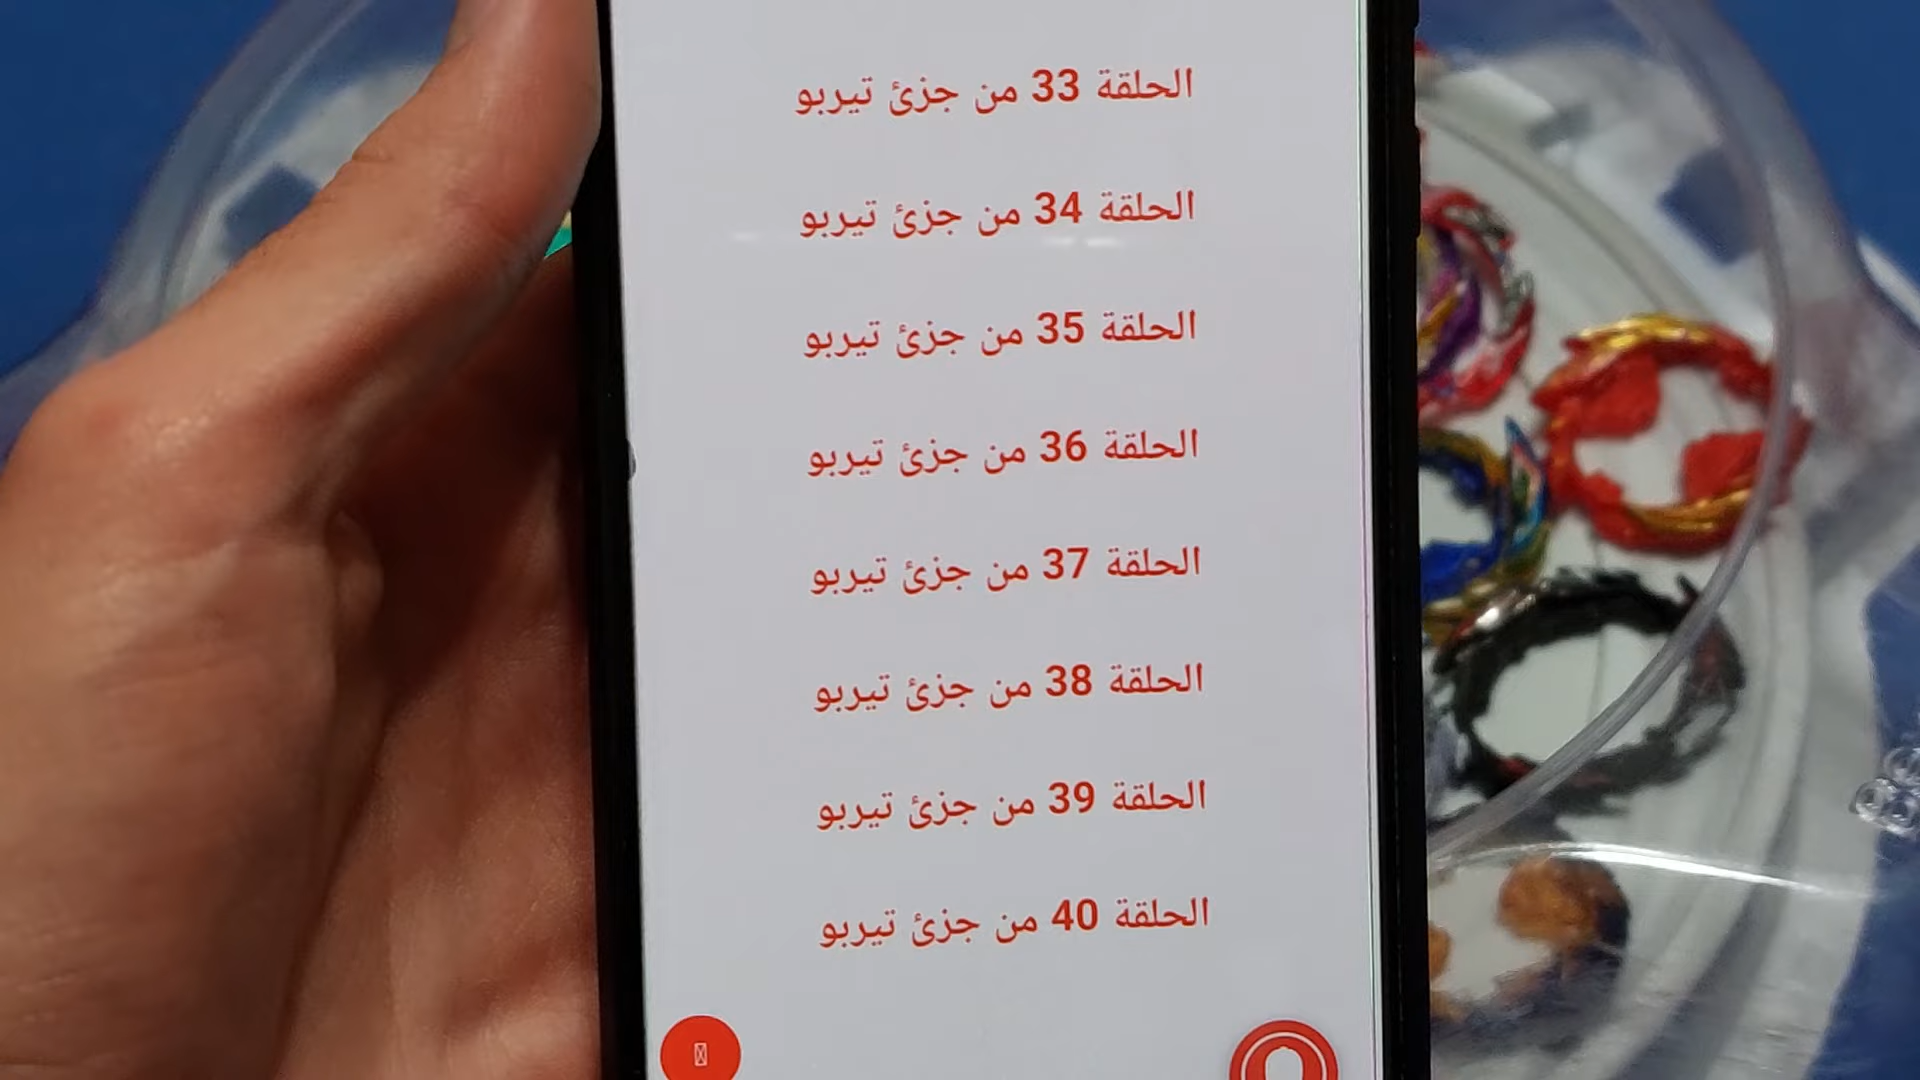 الحلقة 33 من جزئ تيربو
الحلقة 34 من جزئ تيربو
الحلقة 35 من جزئ تيربو
الحلقة 36 من جزئ تيربو
الحلقة 37 من جزئ تيربو
الحلقة 38 من جزئ تيربو
الحلقة 39 من جزئ تيربو
الحلقة 40 من جزئ تيربو